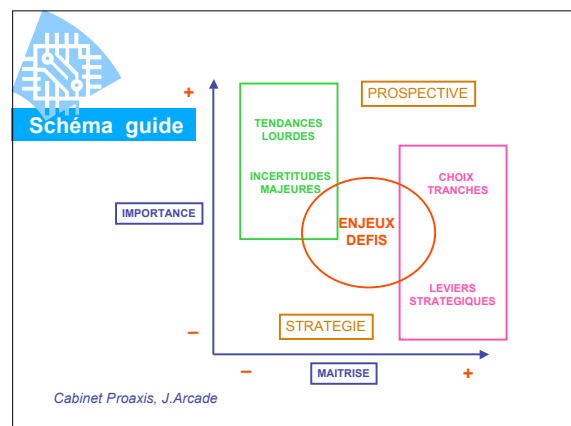 Schéma guide
+
PROSPECTIVE
TENDANCES
LOURDES
INCERTITUDES
MAJEURES
CHOIX
TRANCHES
IMPORTANCE
ENJEUX
DEFIS
LEVIERS
STRATEGIQUES
STRATEGIE
–
–
MAITRISE
+
Cabinet Proaxis, J.Arcade